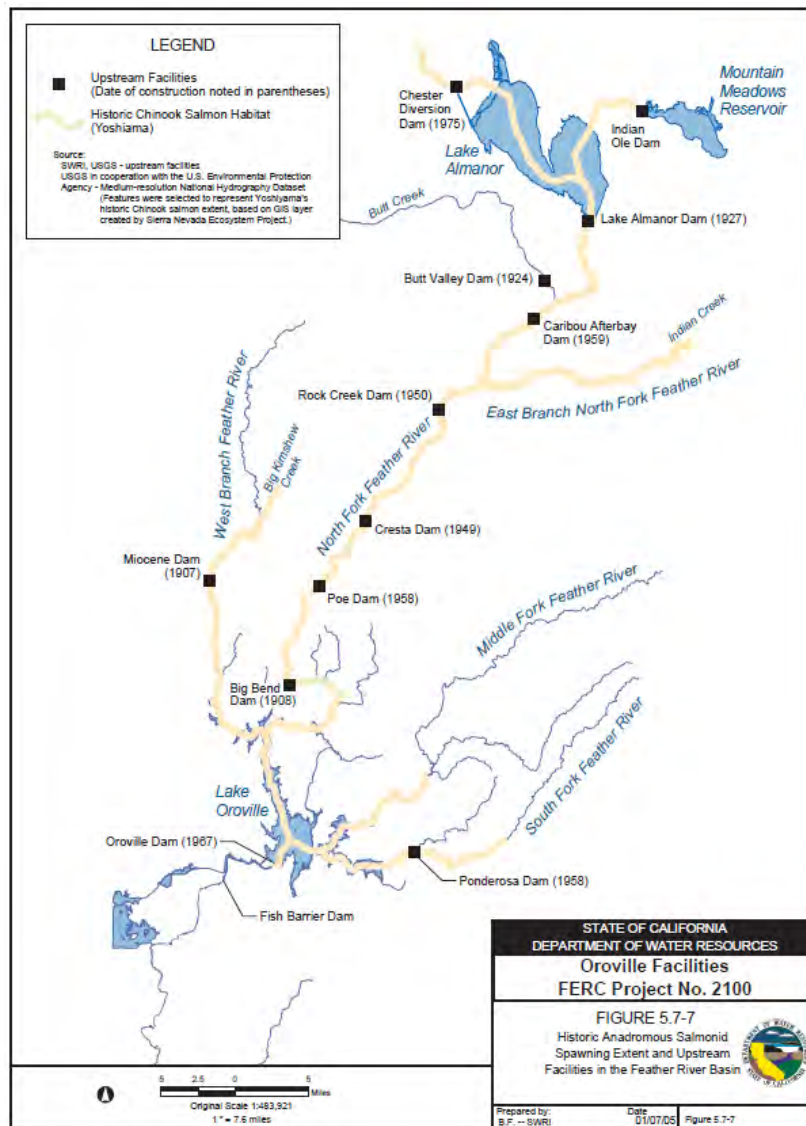 LEGEND
Upstream Facilities
(Date of construction noted in parentheses)
Historic Chinook Salmon Habitat
(Yoshiama)
Source:
SWRI, USGS - upstream facilities
USGS in cooperation with the U.S. Environmental Protection
Agency - Medium-resolution National Hydrography Dataset
(Features were selected to represent Yoshiyama's
historic Chinook salmon extent, based on GIS layer
created by Sierra Nevada Ecosystem Project.)
Chester
Diversion
Dam (1975)
Mountain
Meadows
Reservoir
Indian
Ole Dam
Lake
Almanor
Lake Almanor Dam (1927)
Butt Creek
Butt Valley Dam (1924)
Caribou Afterbay
Dam (1959)
Indian Creek
East Branch North Fork Feather River
Rock Creek Dam (1950)
West Branch Feather River
Big Kimshew
Creek
North Fork Feather River
Cresta Dam (1949)
Miocene Dam
(1907)
Poe Dam (1958)
Middle Fork Feather River
Big Bend
Dam (1908)
South Fork Feather River
Lake
Oroville
Oroville Dam (1967)
Ponderosa Dam (1958)
Fish Barrier Dam
STATE OF CALIFORNIA
DEPARTMENT OF WATER RESOURCES
Oroville Facilities
FERC Project No. 2100
FIGURE 5.7-7
Historic Anadromous Salmonid
Spawning Extent and Upstream
Facilities in the Feather River Basin
DEPARTMENT OF WATER RESOURCES
STATE OF CALIFORNIA
5 2.5 0 5
Miles
Original Scale 1:483,921
1 " = 7.6 miles
Prepared by:
B.F. -- SWRI
Date
01/07/05
Figure 5.7-7